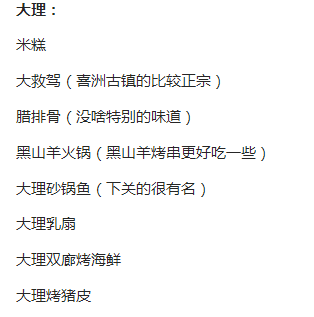 大理：
米糕
大救驾（喜洲古镇的比较正宗）
腊排骨（没啥特别的味道）
黑山羊火锅（黑山羊烤串更好吃一些）
大理砂锅鱼（下关的很有名）
大理乳扇
大理双廊烤海鲜
大理烤猪皮